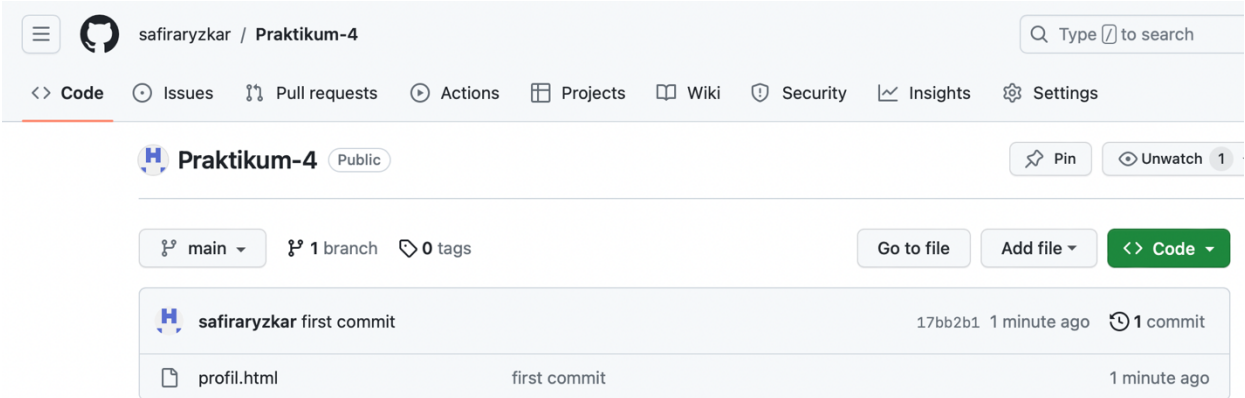 safiraryzkar / Praktikum-4
Type / to search
Code Issues Pull requests Actions Projects Wiki Security Insights Settings
Praktikum-4 Public
Pin Unwatch 1
main 1 branch 0 tags
Go to file Add file Code
safiraryzkar first commit 17bb2b1 1 minute ago 1 commit
profil.html first commit 1 minute ago